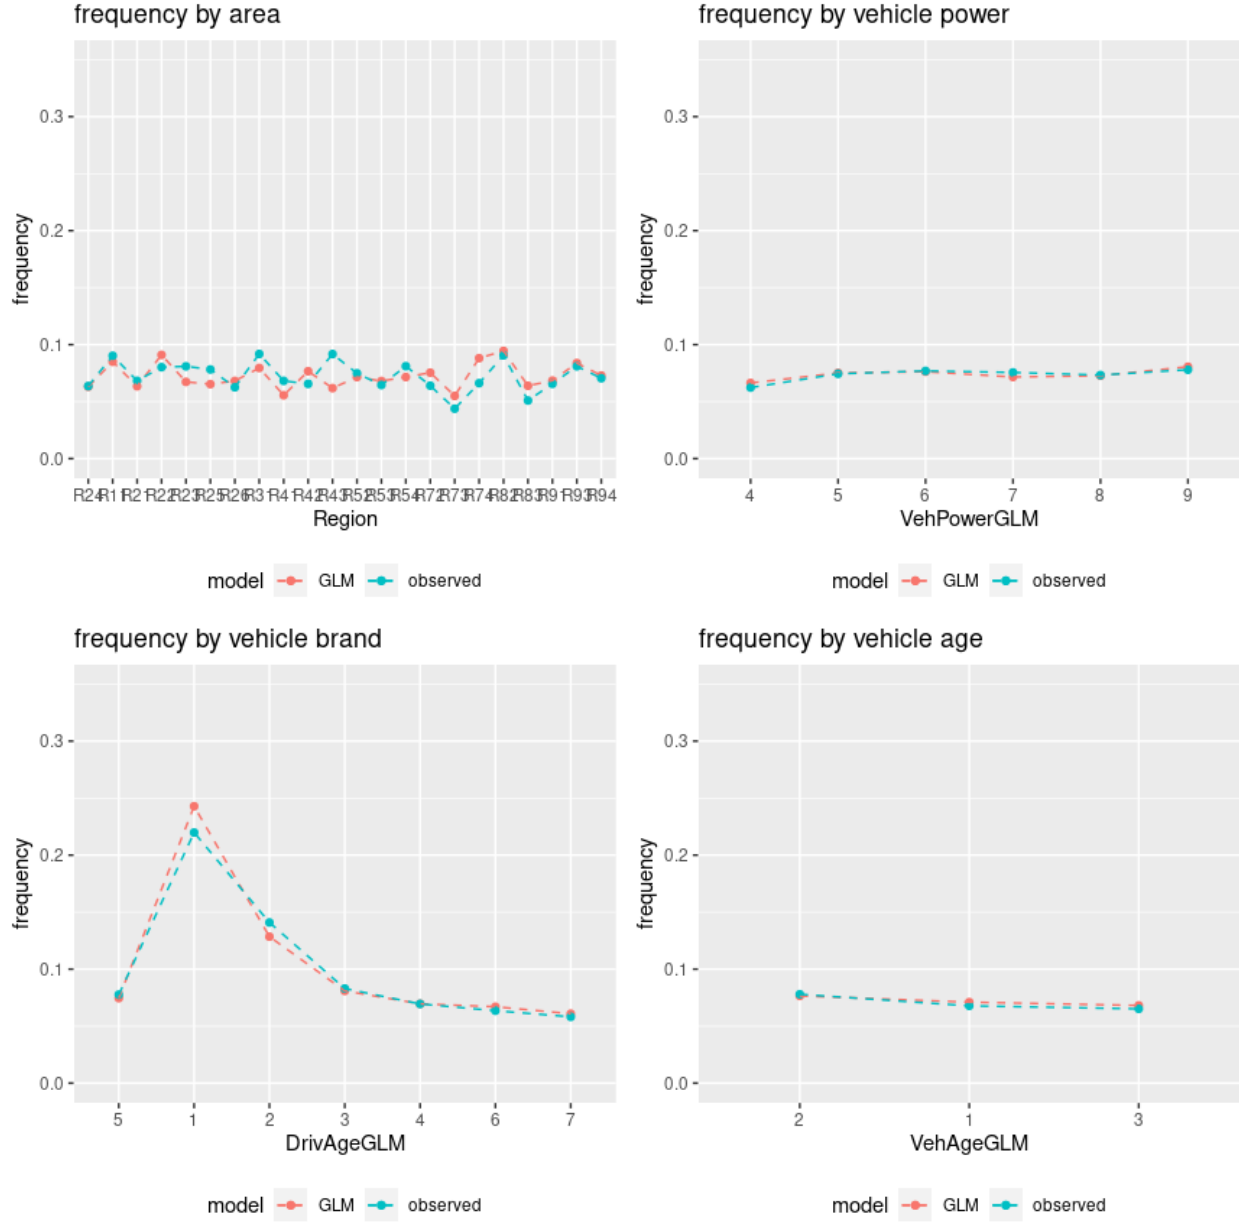 frequency by area
frequency
0.3
0.2
0.1
0.0
R24 R11 R21 R22 R23 R25 R26 R31 R41 R42 R43 R52 R53 R54 R72 R73 R74 R82 R83 R91 R93 R94
Region
model GLM observed
frequency by vehicle power
frequency
0.3
0.2
0.1
0.0
4 5 6 7 8 9
VehPowerGLM
model GLM observed
frequency by vehicle brand
frequency
0.3
0.2
0.1
0.0
5 1 2 3 4 6 7
DrivAgeGLM
model GLM observed
frequency by vehicle age
frequency
0.3
0.2
0.1
0.0
2 1 3
VehAgeGLM
model GLM observed